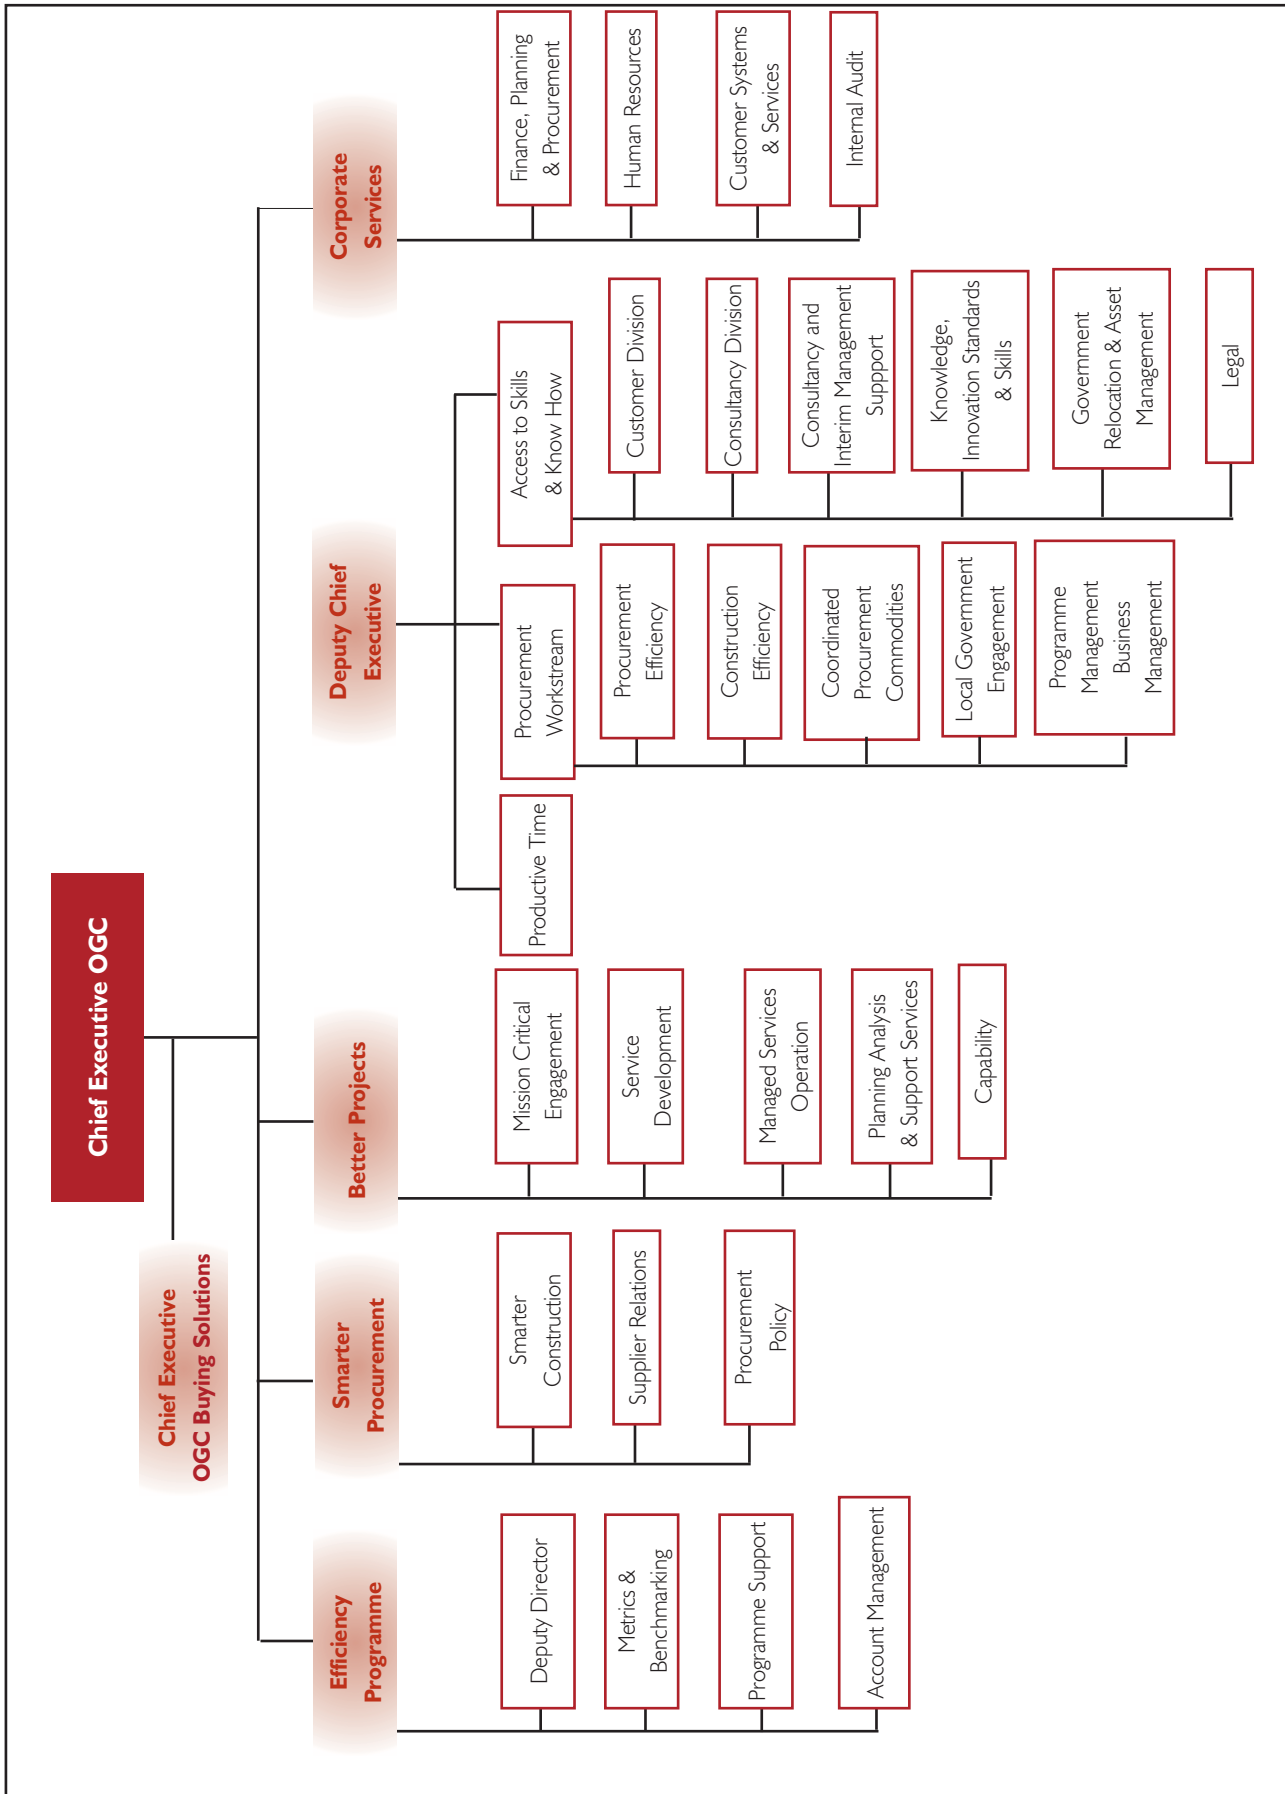 Chief Executive OGC
Chief Executive
OGC Buying Solutions
Efficiency
Programme
Deputy Director
Metrics &
Benchmarking
Programme Support
Account Management
Smarter
Procurement
Smarter
Construction
Supplier Relations
Procurement
Policy
Better Projects
Mission Critical
Engagement
Service
Development
Managed Services
Operation
Planning Analysis
& Support Services
Capability
Deputy Chief
Executive
Productive Time
Procurement
Workstream
Procurement
Efficiency
Construction
Efficiency
Coordinated
Procurement
Commodities
Local Government
Engagement
Programme
Management
Business
Management
Access to Skills
& Know How
Customer Division
Consultancy Division
Consultancy and
Interim Management
Suppport
Knowledge,
Innovation Standards
& Skills
Government
Relocation & Asset
Management
Legal
Corporate
Services
Finance, Planning
& Procurement
Human Resources
Customer Systems
& Services
Internal Audit